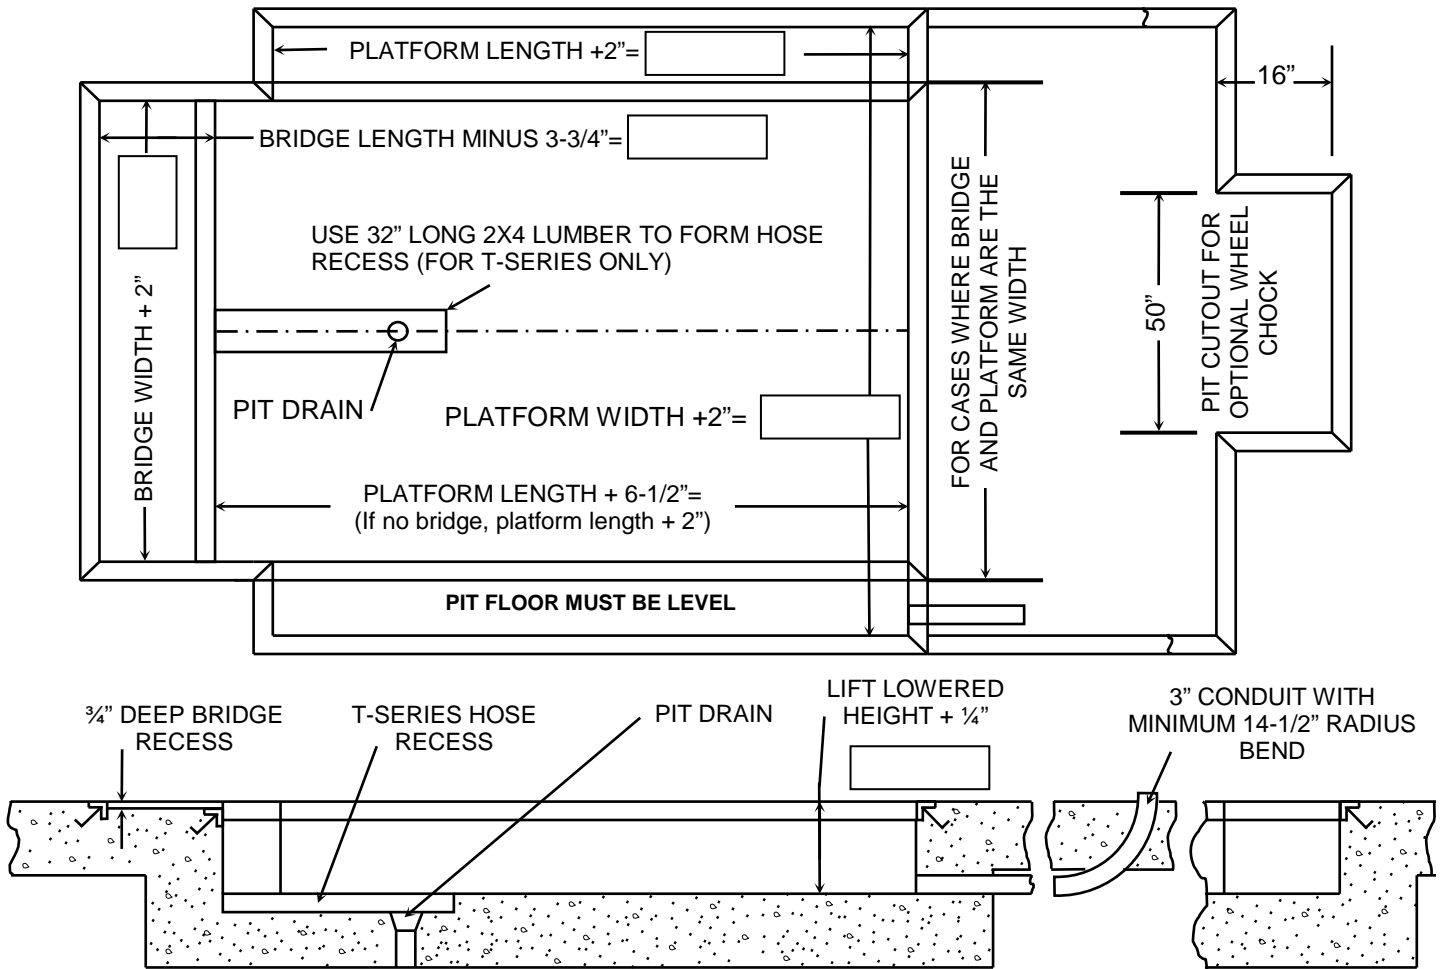 PLATFORM LENGTH +2”=
16”
BRIDGE LENGTH MINUS 3-3/4”=
USE 32” LONG 2X4 LUMBER TO FORM HOSE
RECESS (FOR T-SERIES ONLY)
BRIDGE WIDTH + 2”
PIT DRAIN
PLATFORM WIDTH +2”=
PLATFORM LENGTH + 6-1/2”=
(If no bridge, platform length + 2”)
PIT FLOOR MUST BE LEVEL
FOR CASES WHERE BRIDGE
AND PLATFORM ARE THE
SAME WIDTH
50”
PIT CUTOUT FOR
OPTIONAL WHEEL
CHOCK
¾” DEEP BRIDGE
RECESS
T-SERIES HOSE
RECESS
PIT DRAIN
LIFT LOWERED
HEIGHT + ¼”
3” CONDUIT WITH
MINIMUM 14-1/2” RADIUS
BEND